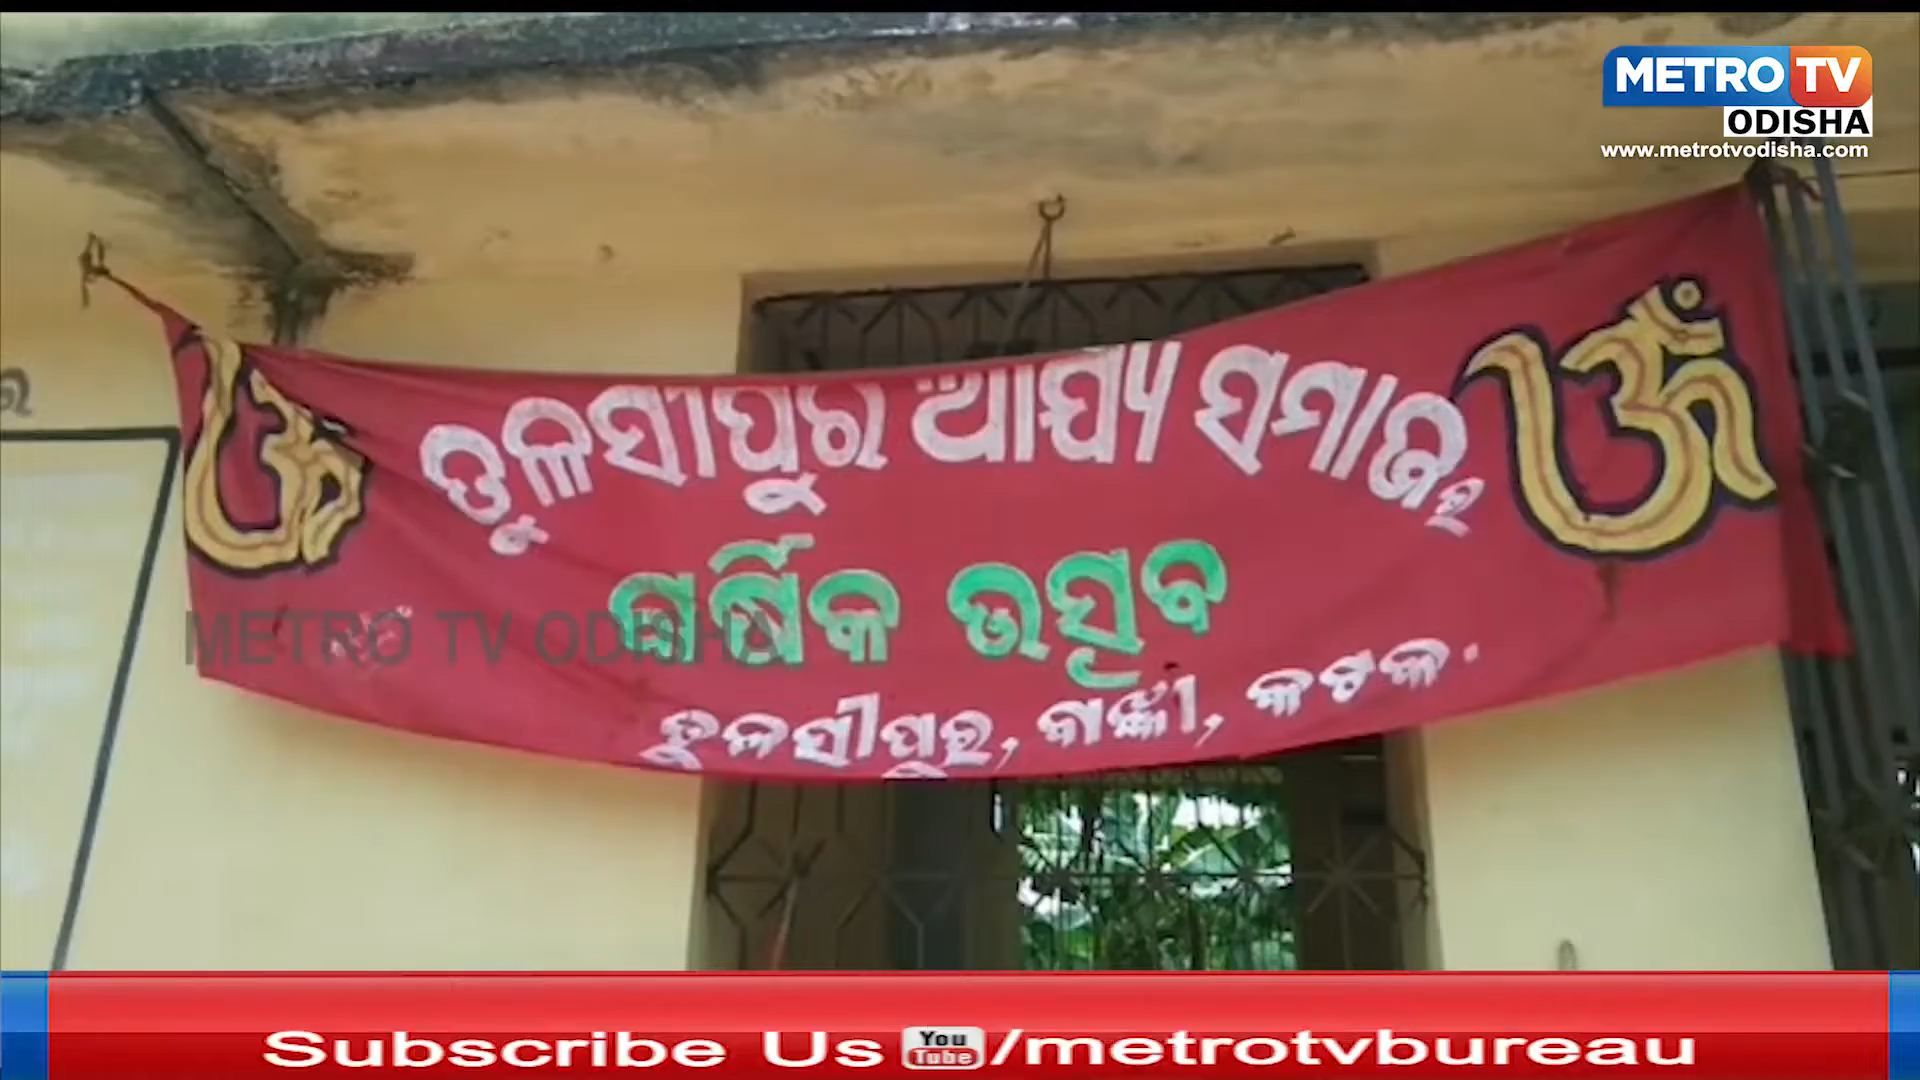 METRO TV
ODISHA
www.metrotvodisha.com
ଓଁ ତୁଳସୀପୁର ଆର୍ଯ୍ୟ ସମାଜର ଓଁ
ବାର୍ଷିକ ଉତ୍ସବ
ତୁଳସୀପୁର, ବାଙ୍କୀ, କଟକ.
METRO TV ODISHA
Subscribe Us You Tube /metrotvbureau